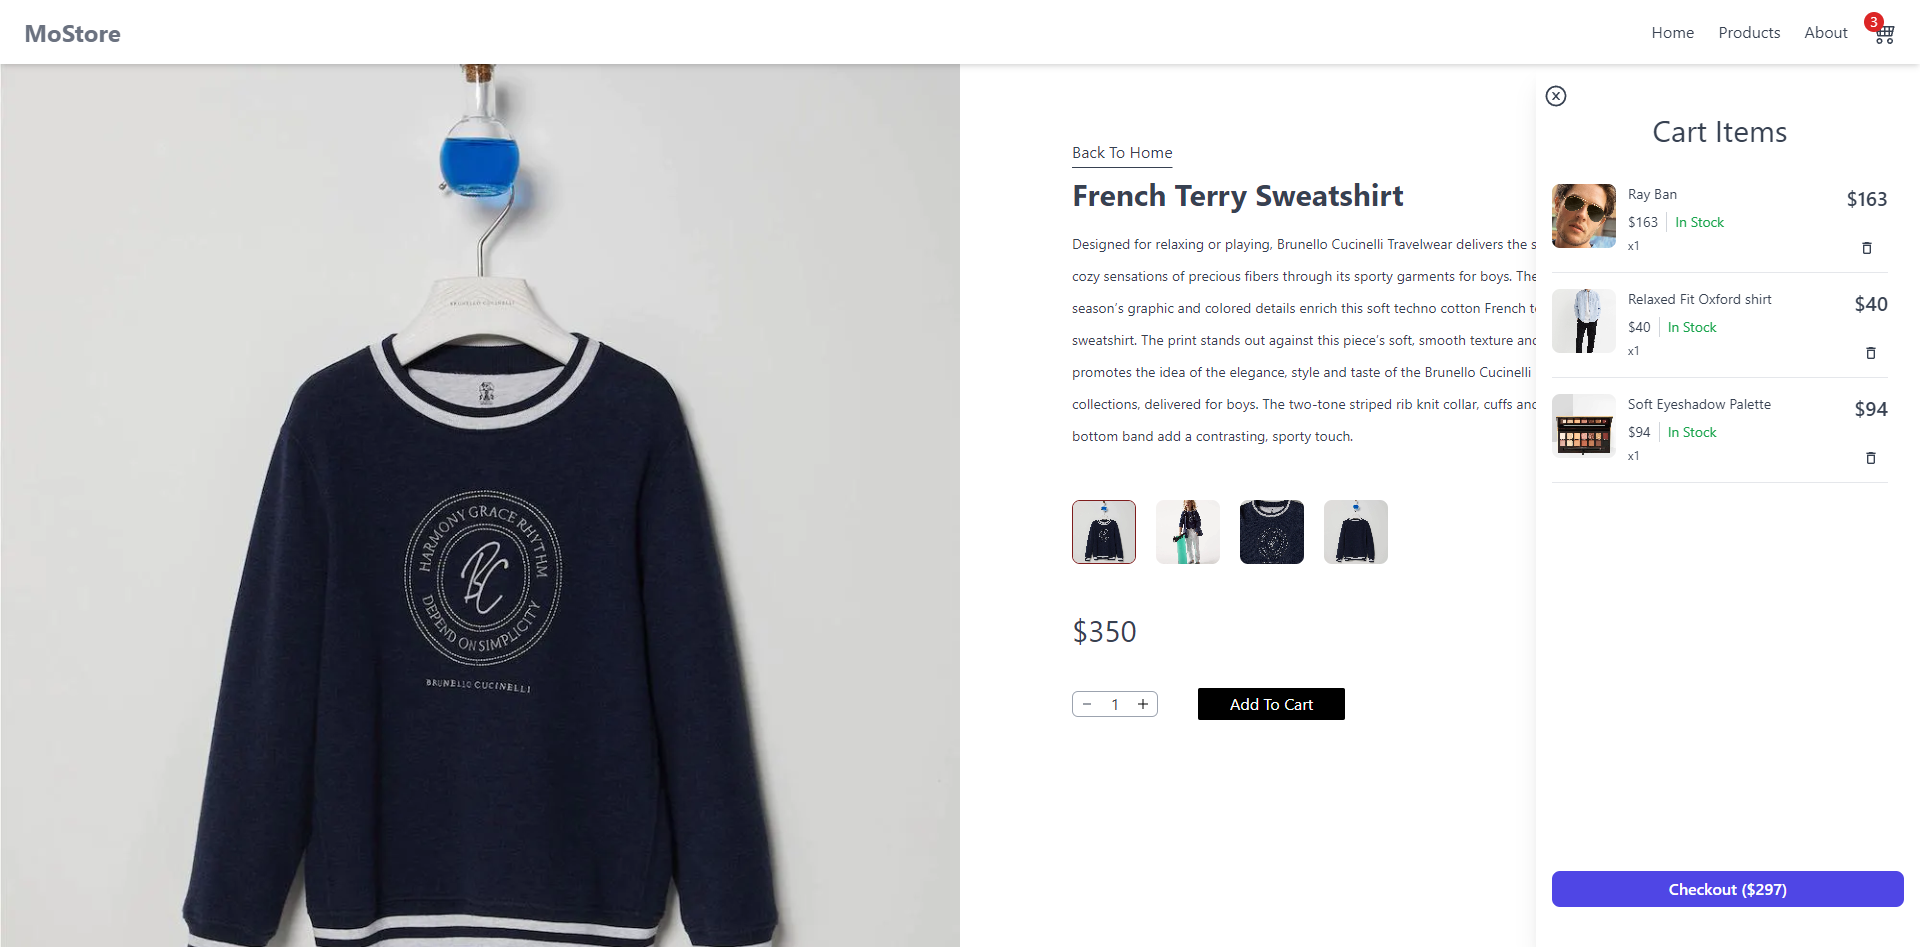 MoStore
Home
Products
About
3
BRUNELLO CUCINELLI
HARMONY GRACE RHYTHM
BC
DEPEND ON SIMPLICITY
BRUNELLO CUCINELLI
Back To Home
French Terry Sweatshirt
Designed for relaxing or playing, Brunello Cucinelli Travelwear delivers the s
cozy sensations of precious fibers through its sporty garments for boys. The
season's graphic and colored details enrich this soft techno cotton French t
sweatshirt. The print stands out against this piece's soft, smooth texture and
promotes the idea of the elegance, style and taste of the Brunello Cucinelli
collections, delivered for boys. The two-tone striped rib knit collar, cuffs and
bottom band add a contrasting, sporty touch.
$350
1
Add To Cart
Cart Items
Ray Ban
$163
$163
In Stock
x1
Relaxed Fit Oxford shirt
$40
$40
In Stock
x1
Soft Eyeshadow Palette
$94
$94
In Stock
x1
Checkout ($297)